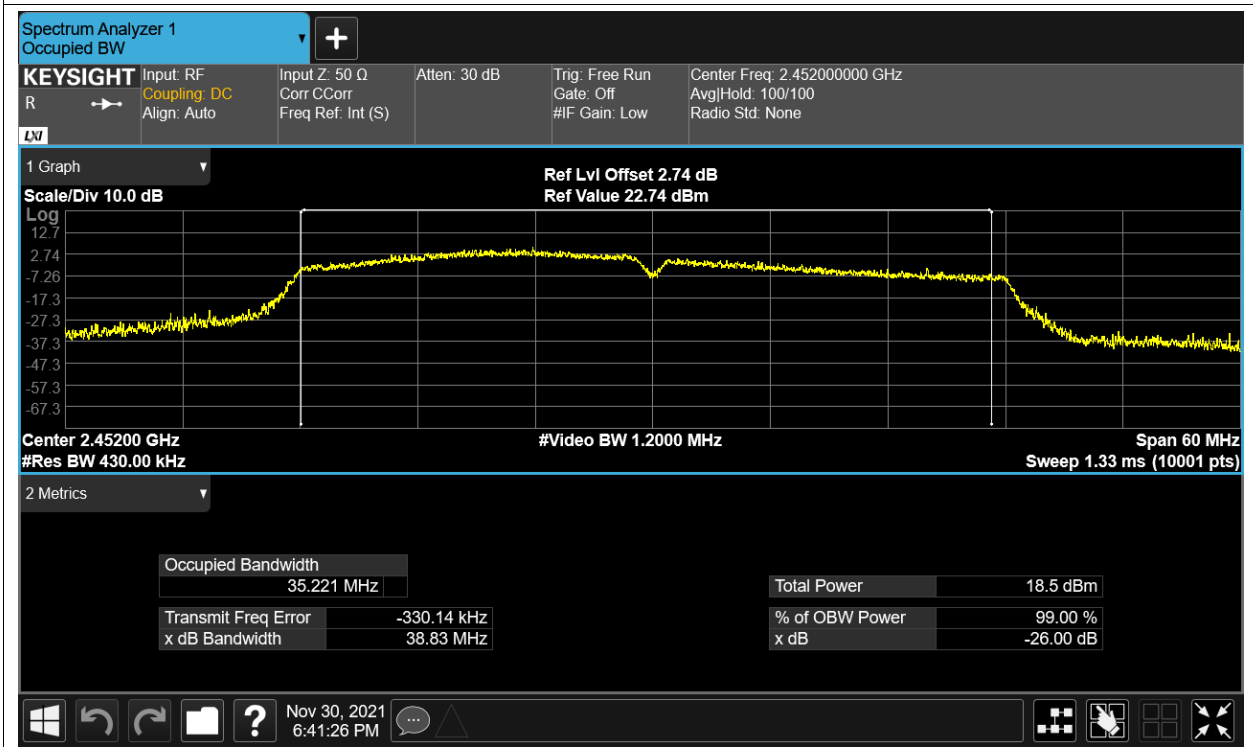 Spectrum Analyzer 1
Occupied BW
KEYSIGHT
R
LXI
Input: RF
Coupling: DC
Align: Auto
Input Z: 50 Ω
Corr CCorr
Freq Ref: Int (S)
Atten: 30 dB
Trig: Free Run
Gate: Off
#IF Gain: Low
Center Freq: 2.452000000 GHz
Avg|Hold: 100/100
Radio Std: None
1 Graph
Scale/Div 10.0 dB
Ref Lvl Offset 2.74 dB
Ref Value 22.74 dBm
Log
12.7
2.74
-7.26
-17.3
-27.3
-37.3
-47.3
-57.3
-67.3
Center 2.45200 GHz
#Res BW 430.00 kHz
#Video BW 1.2000 MHz
Span 60 MHz
Sweep 1.33 ms (10001 pts)
2 Metrics
Occupied Bandwidth
35.221 MHz
Transmit Freq Error -330.14 kHz
x dB Bandwidth 38.83 MHz
Total Power 18.5 dBm
% of OBW Power 99.00 %
x dB -26.00 dB
?
Nov 30, 2021
6:41:26 PM